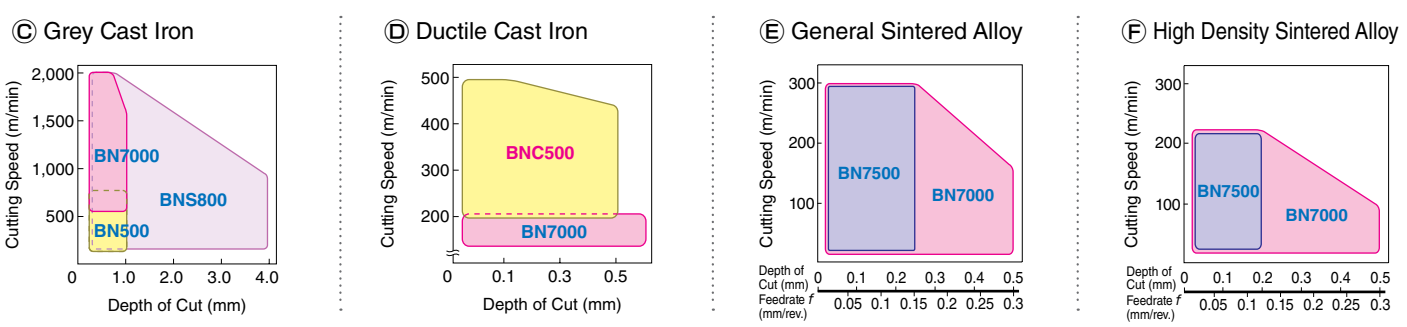 Ⓒ Grey Cast Iron
Cutting Speed (m/min)
2,000
1,500
1,000
500
0
1.0 2.0 3.0 4.0
Depth of Cut (mm)
BN7000
BNS800
BN500
Ⓓ Ductile Cast Iron
Cutting Speed (m/min)
500
400
300
200
0
0.1 0.3 0.5
Depth of Cut (mm)
BNC500
BN7000
Ⓔ General Sintered Alloy
Cutting Speed (m/min)
300
200
100
BN7500
BN7000
Depth of
Cut (mm)
0 0.1 0.2 0.3 0.4 0.5
Feedrate f
(mm/rev.)
0.05 0.1 0.15 0.2 0.25 0.3
Ⓕ High Density Sintered Alloy
Cutting Speed (m/min)
300
200
100
BN7500
BN7000
Depth of
Cut (mm)
0 0.1 0.2 0.3 0.4 0.5
Feedrate f
(mm/rev.)
0.05 0.1 0.15 0.2 0.25 0.3